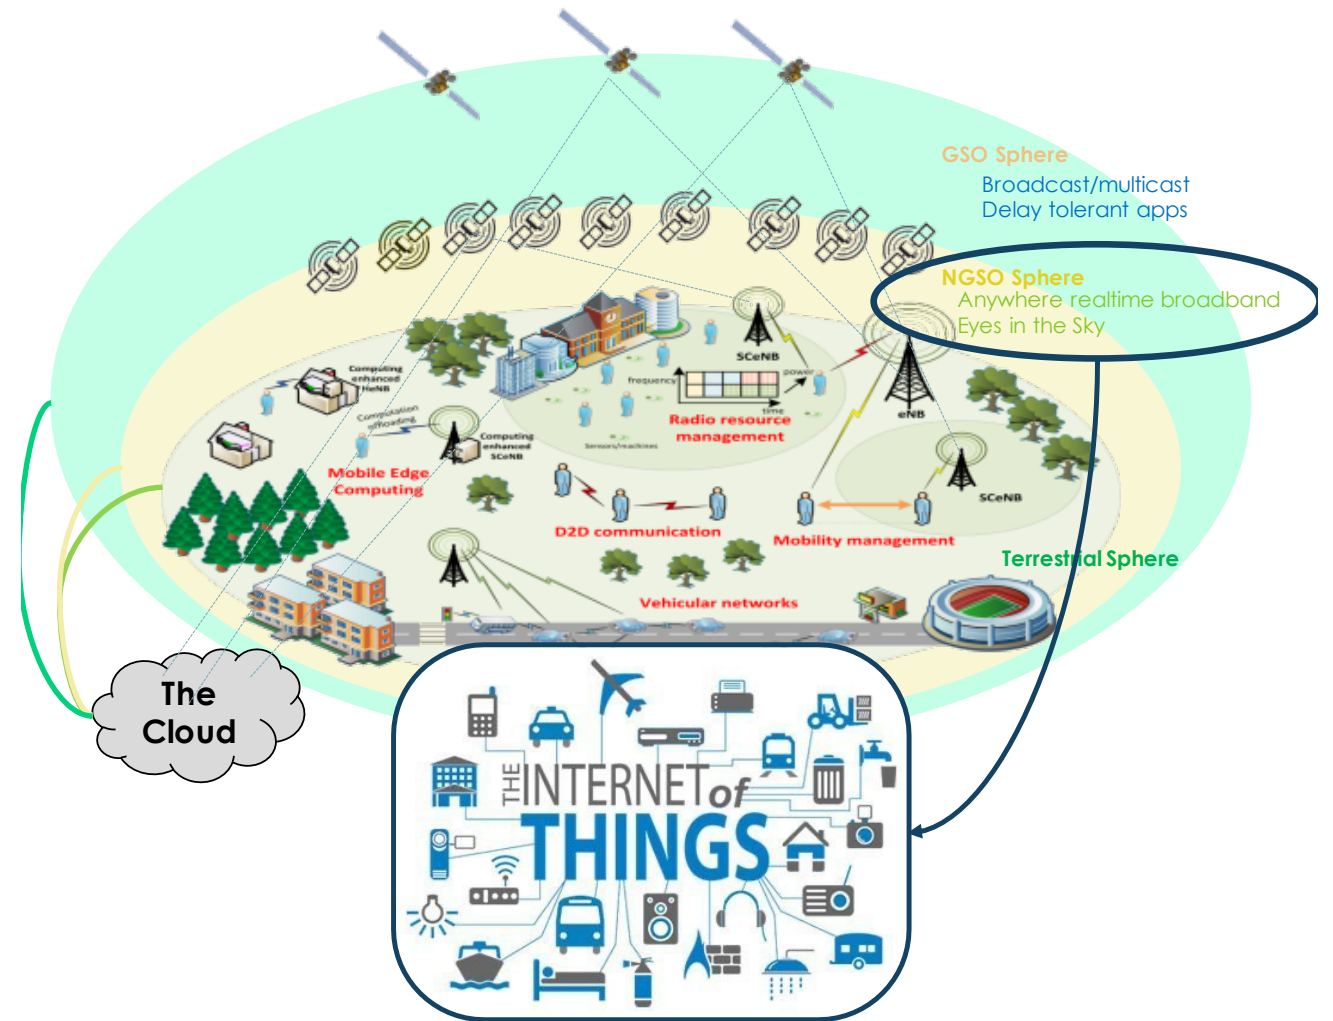 GSO Sphere
Broadcast/multicast
Delay tolerant apps
NGSO Sphere
Anywhere realtime broadband
Eyes in the Sky
SCeNB
Computing
enhanced
HeNB
frequency
power
time
eNB
Computation
offloading
Radio resource
management
Computing
enhanced
SCeNB
Sensors/machines
Mobile Edge
Computing
SCeNB
D2D communication
Mobility management
Terrestrial Sphere
Vehicular networks
The
Cloud
THE INTERNET of
THINGS